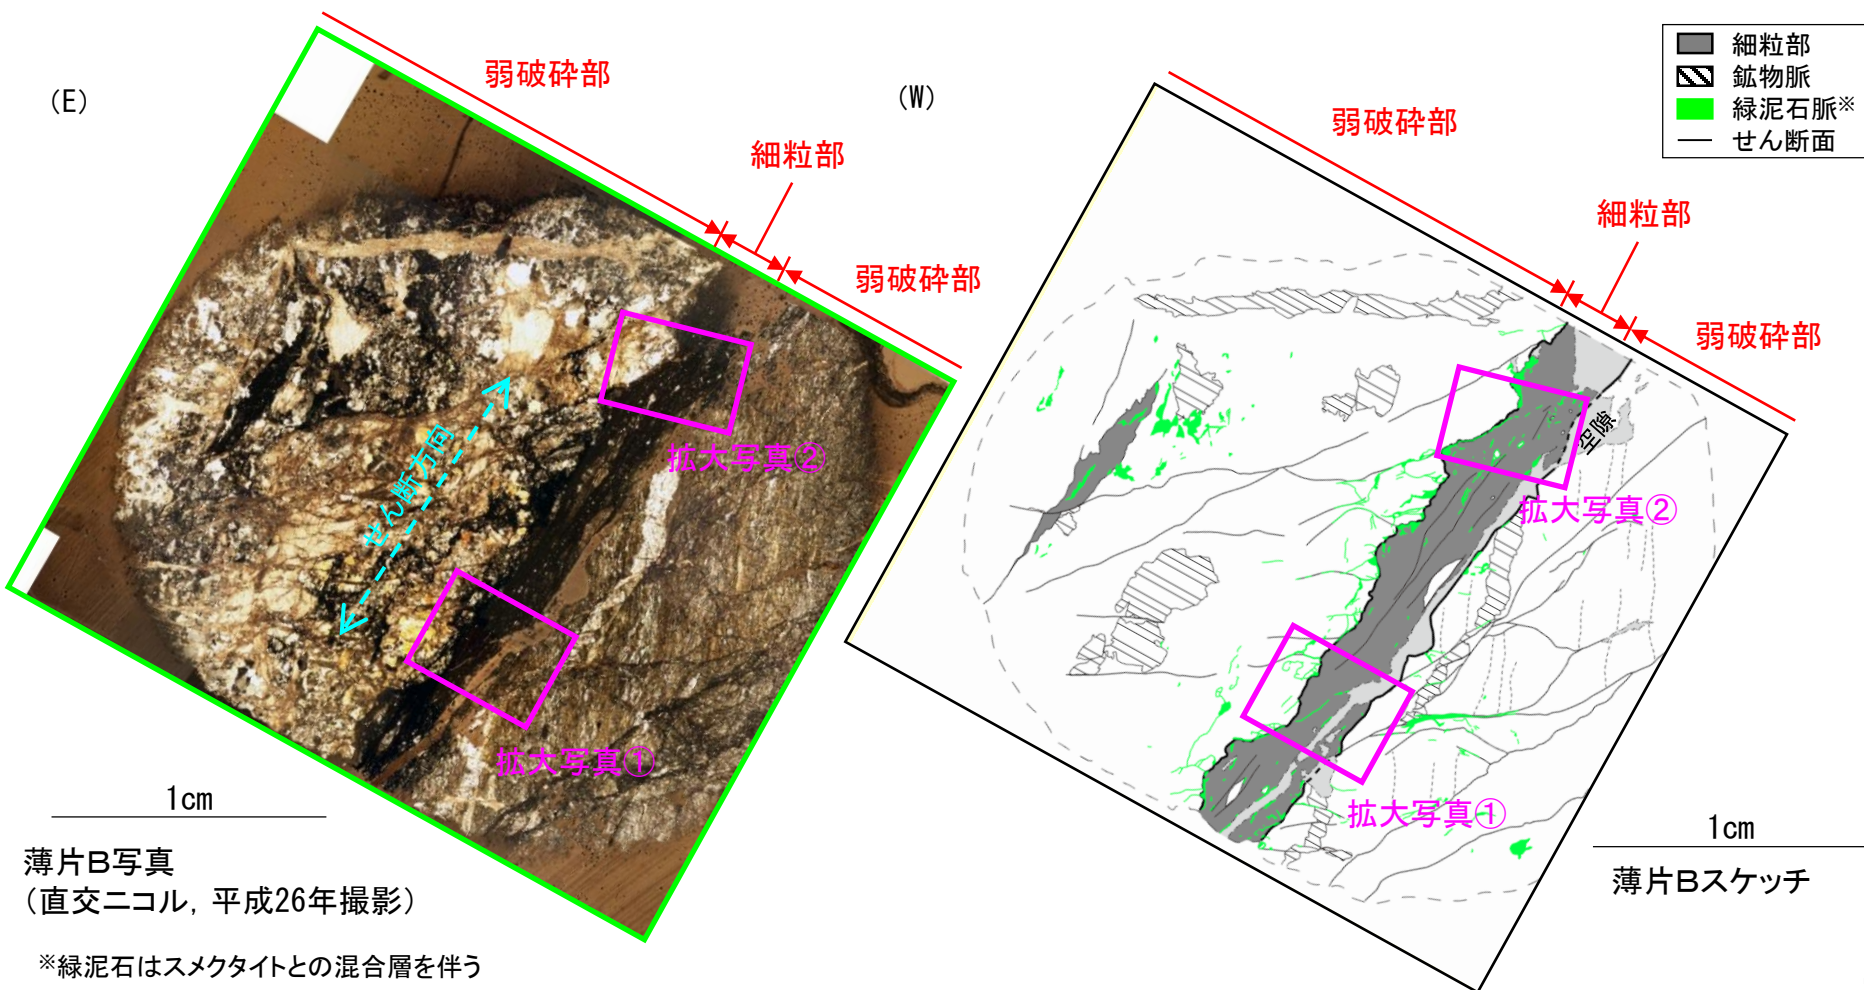 (E)
弱破砕部
細粒部
弱破砕部
せん断方向
拡大写真②
拡大写真①
1cm
薄片B写真
(直交ニコル, 平成26年撮影)
※緑泥石はスメクタイトとの混合層を伴う
(W)
弱破砕部
細粒部
弱破砕部
空隙
拡大写真②
拡大写真①
1cm
薄片Bスケッチ
細粒部
鉱物脈
緑泥石脈※
せん断面